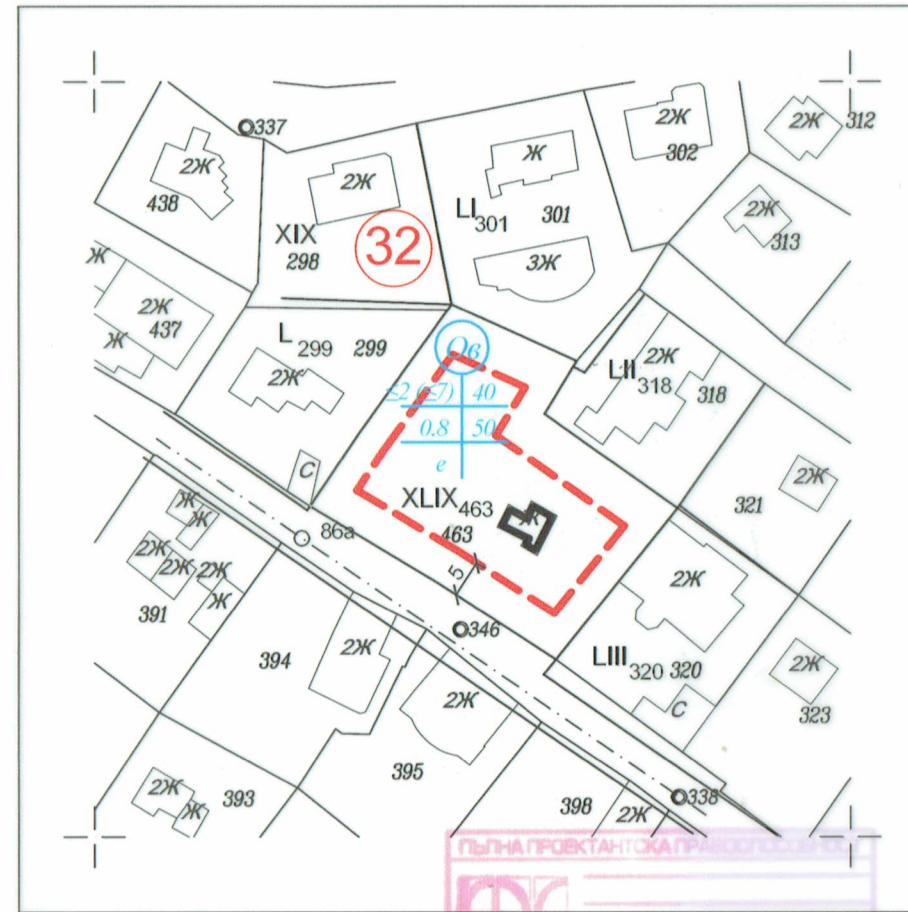 337
2Ж
302
2Ж
312
2Ж
438
2Ж
Ж
LI 301
301
2Ж
313
XIX
298
32
3Ж
Ж
2Ж
437
Ж
L 299
299
2Ж
Об
≤2 (≤7)
40
0.8
50
е
2Ж
LII 318
318
С
XLIX 463
463
Ж
2Ж
321
86а
Ж
Ж
2Ж
2Ж
2Ж
Ж
391
5
2Ж
346
394
2Ж
LIII 320
320
2Ж
323
С
2Ж
395
2Ж
Ж
393
398
2Ж
338
ПЪЛНА ПРОЕКТАНТСКА ПРАВОСПОСОБНОСТ